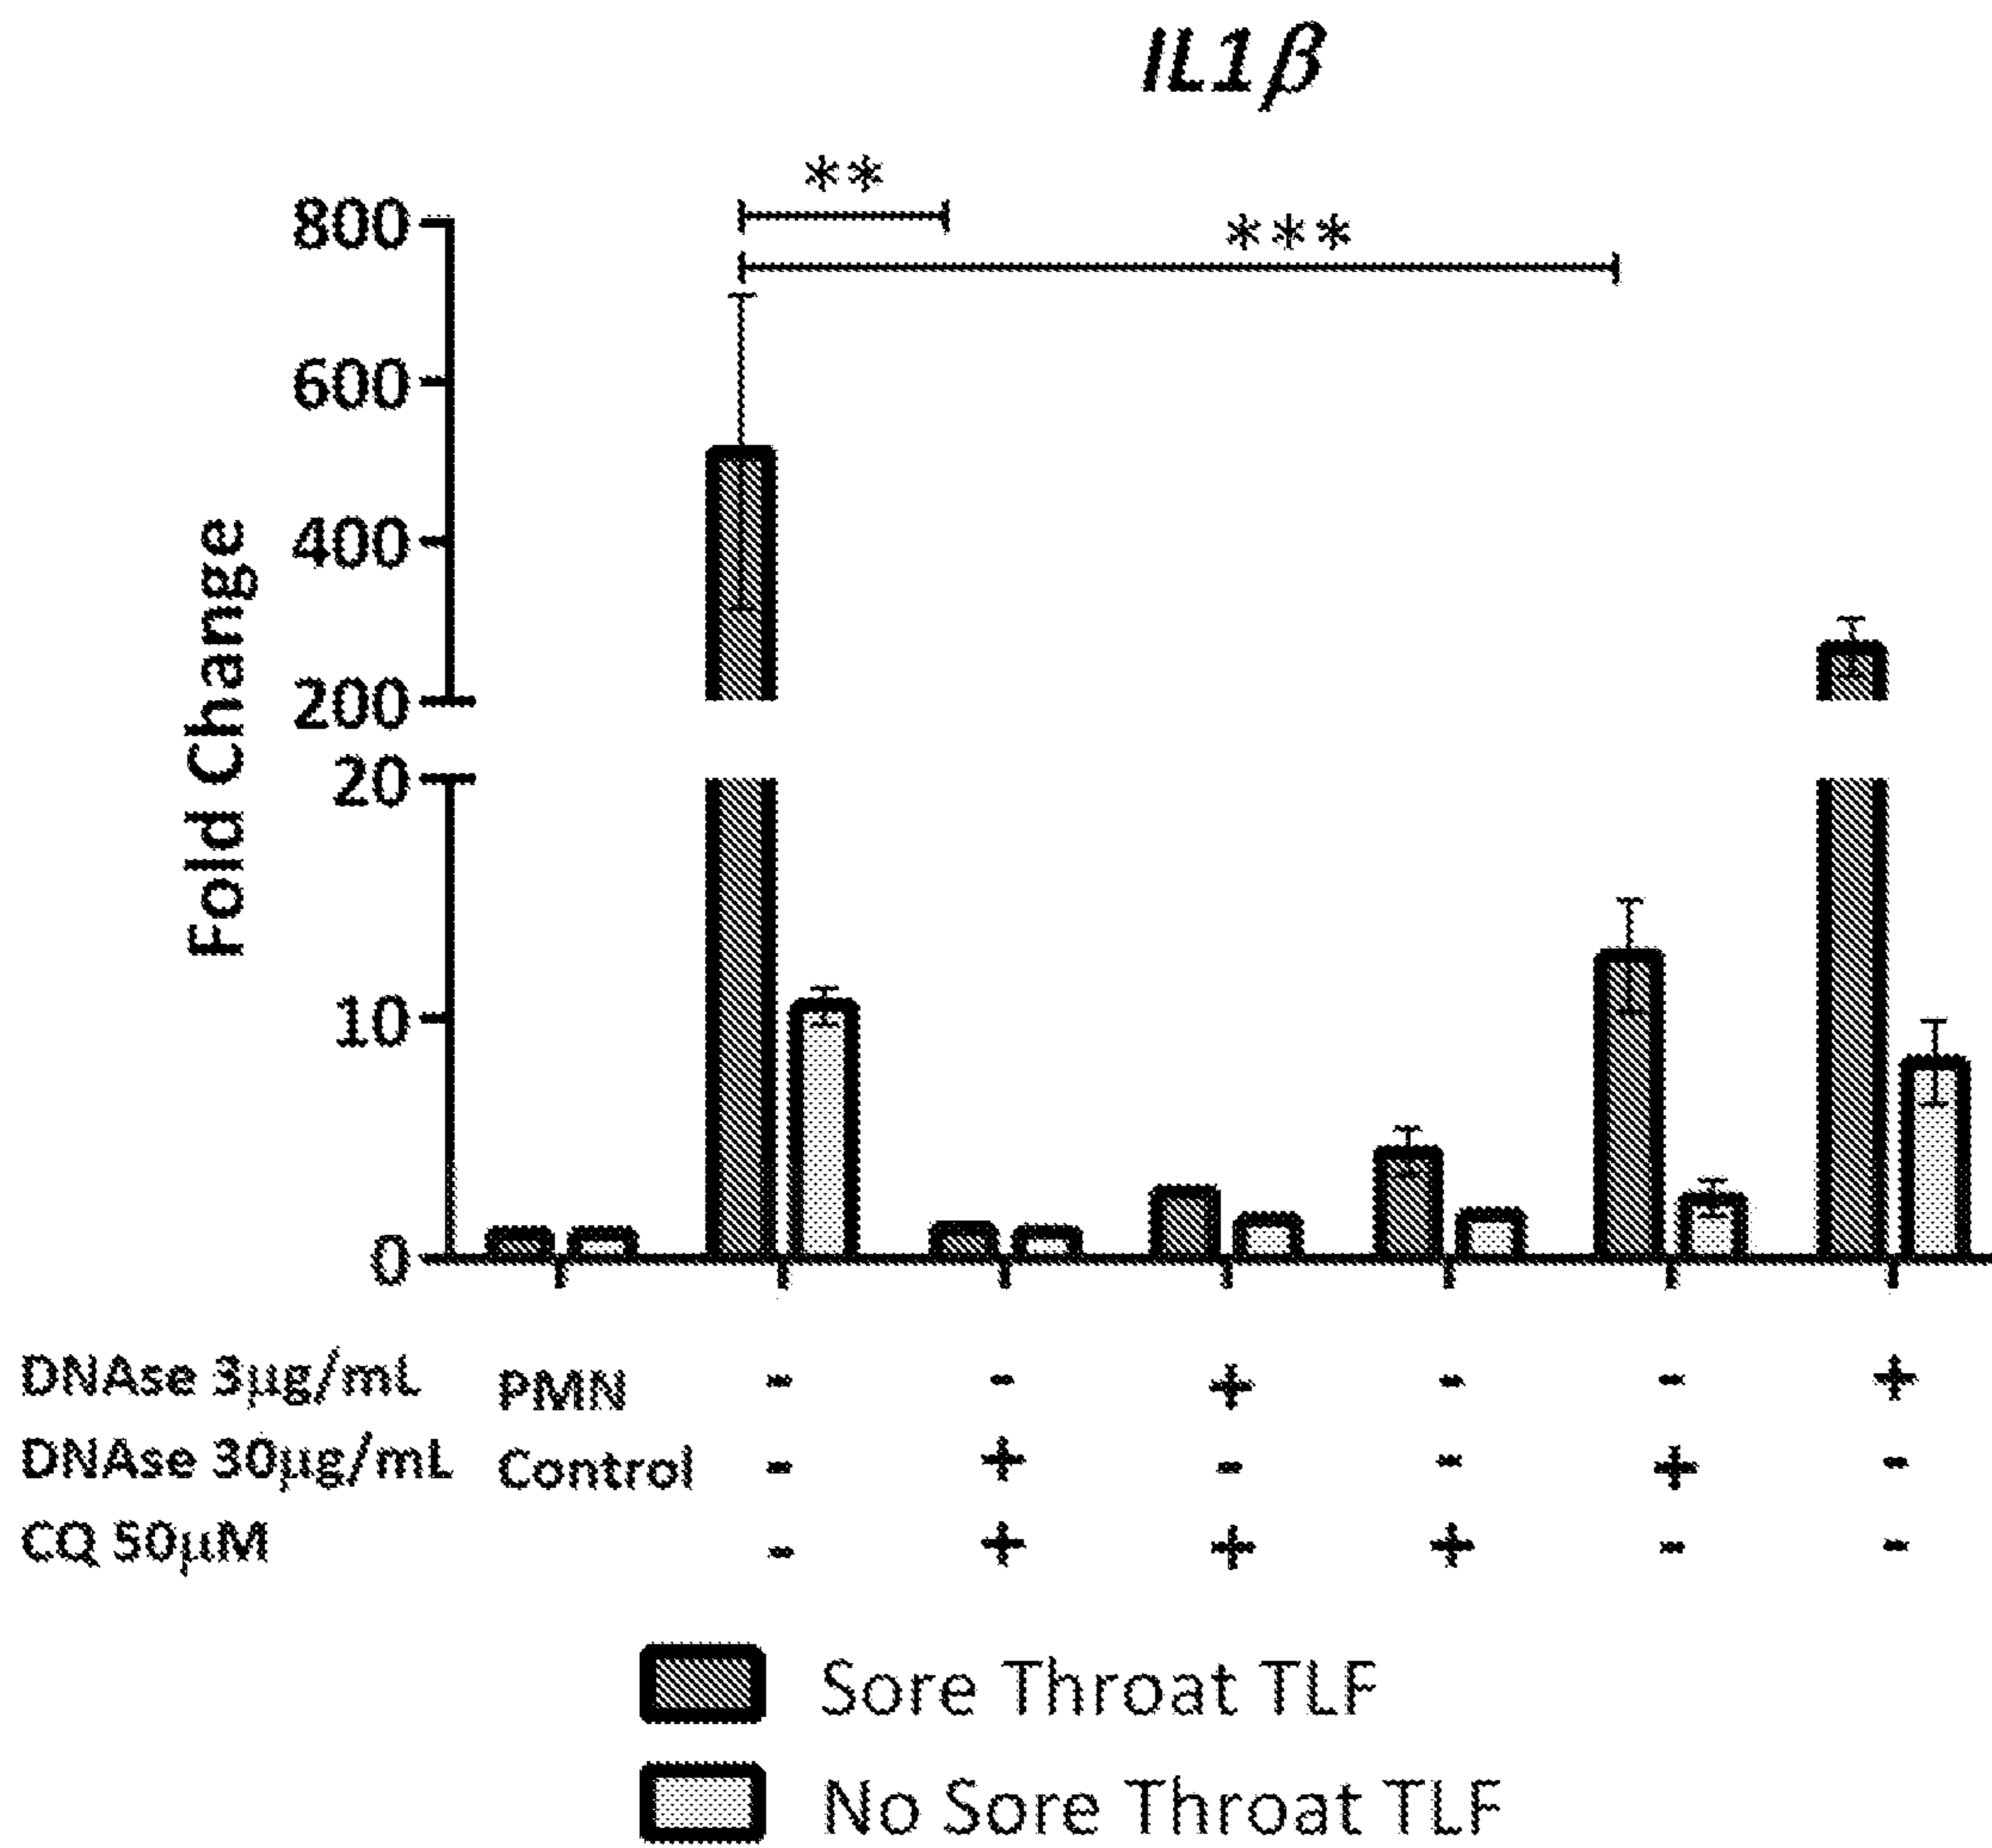 IL1β
**
***
800
600
400
200
20
10
0
Fold Change
DNAse 3µg/mL PMN - - + - - +
DNAse 30µg/mL Control - + - - + -
CQ 50µM - + + + - -
Sore Throat TLF
No Sore Throat TLF